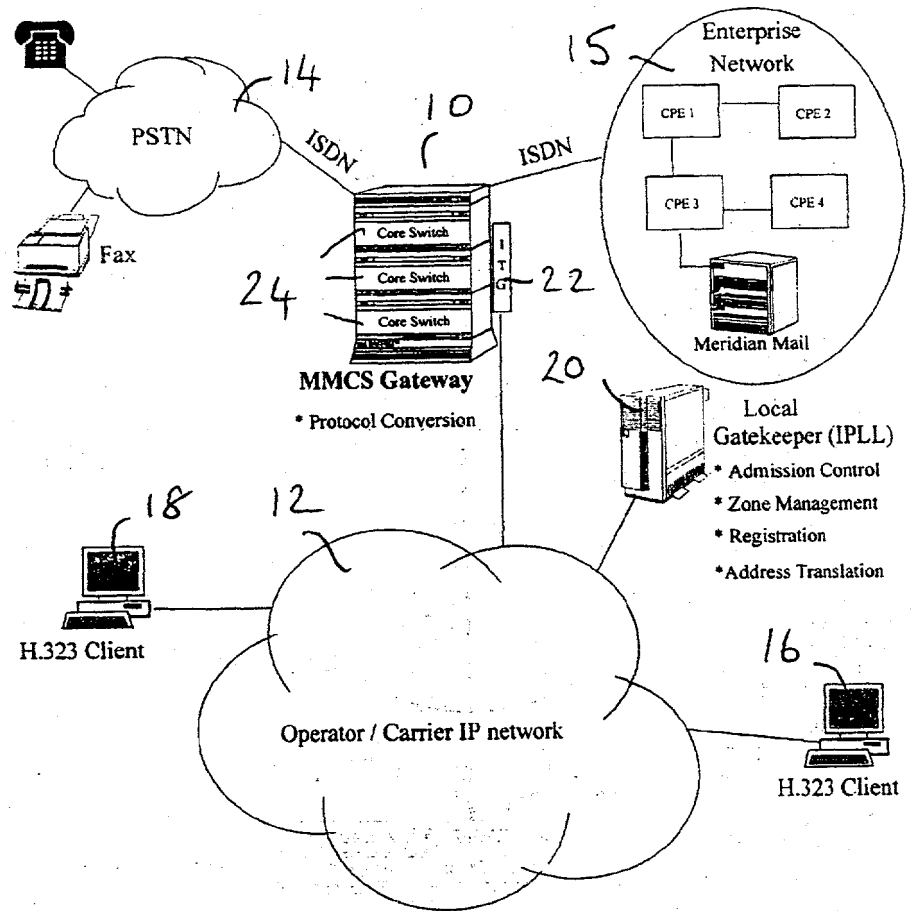 14
PSTN
ISDN
Fax
10
ISDN
15
Enterprise
Network
CPE 1
CPE 2
CPE 3
CPE 4
Meridian Mail
Core Switch
Core Switch
Core Switch
24
I
T
G
22
MMCS Gateway
* Protocol Conversion
20
Local
Gatekeeper (IPLL)
* Admission Control
* Zone Management
* Registration
*Address Translation
18
H.323 Client
12
Operator / Carrier IP network
16
H.323 Client